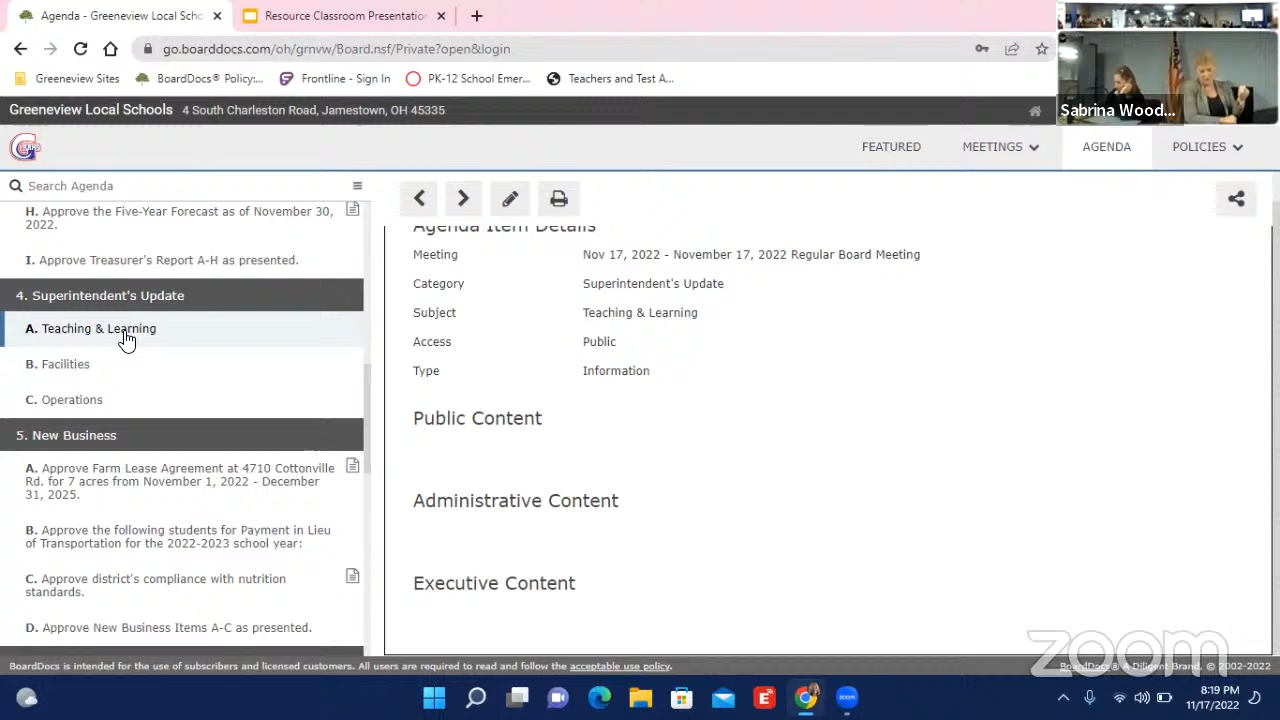 Agenda - Greeneview Local Scho
Resource Classroom Presentation
go.boarddocs.com/oh/grnvw/Board.nsf/Private?open&login
Greeneview Sites
BoardDocs® Policy:...
Frontline - Sign In
PK-12 School Emer...
Teachers and Test A...
Sabrina Wood...
Greeneview Local Schools 4 South Charleston Road, Jamestown, OH 45335
FEATURED
MEETINGS
AGENDA
POLICIES
Search Agenda
H. Approve the Five-Year Forecast as of November 30,
2022.
I. Approve Treasurer's Report A-H as presented.
4. Superintendent's Update
A. Teaching & Learning
B. Facilities
C. Operations
5. New Business
A. Approve Farm Lease Agreement at 4710 Cottonville
Rd. for 7 acres from November 1, 2022 - December
31, 2025.
B. Approve the following students for Payment in Lieu
of Transportation for the 2022-2023 school year:
C. Approve district's compliance with nutrition
standards.
D. Approve New Business Items A-C as presented.
Agenda Item Details
Meeting Nov 17, 2022 - November 17, 2022 Regular Board Meeting
Category Superintendent's Update
Subject Teaching & Learning
Access Public
Type Information
Public Content
Administrative Content
Executive Content
zoom
BoardDocs is intended for the use of subscribers and licensed customers. All users are required to read and follow the acceptable use policy.
BoardDocs® A Diligent Brand. © 2002-2022
zoom
8:19 PM
11/17/2022